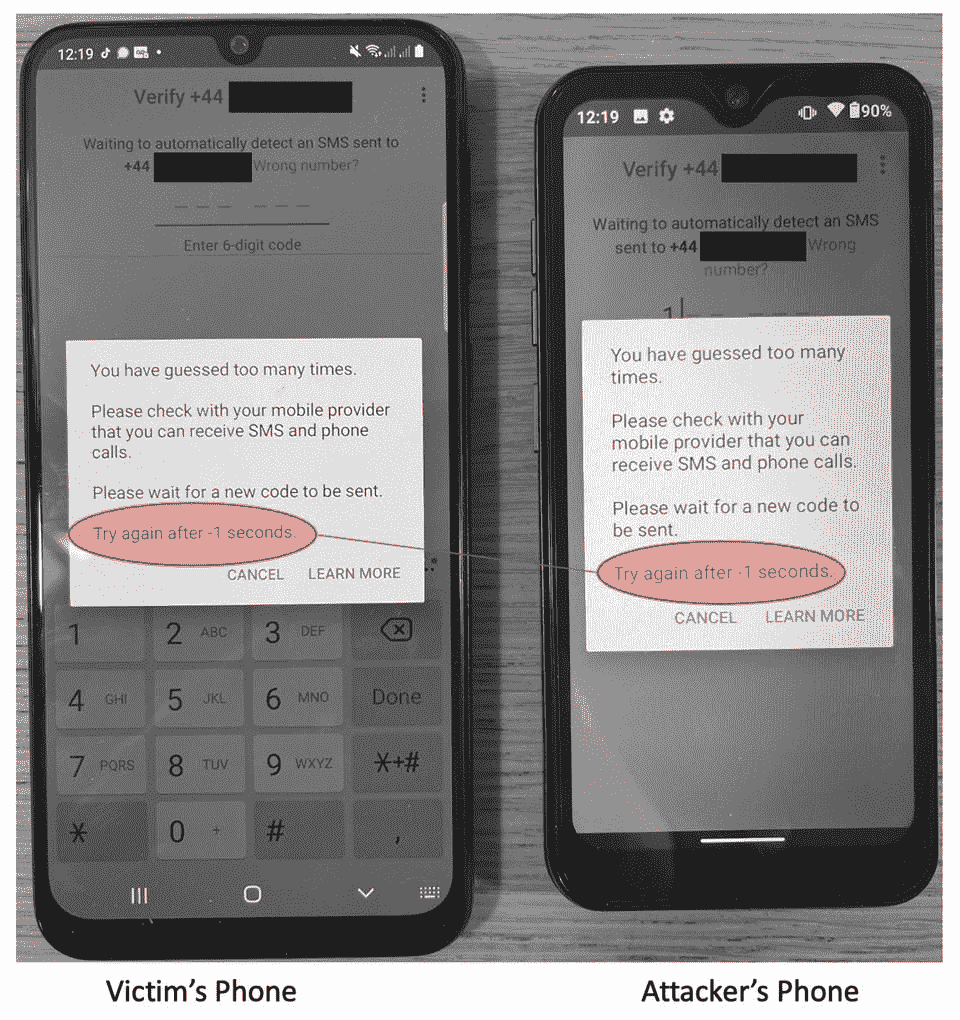 12:19
Verify +44
Waiting to automatically detect an SMS sent to
+44 Wrong number?
Enter 6-digit code
You have guessed too many times.
Please check with your mobile provider
that you can receive SMS and phone
calls.
Please wait for a new code to be sent.
Try again after -1 seconds.
CANCEL LEARN MORE
1 2 ABC 3 DEF
4 GHI 5 JKL 6 MNO Done
7 PQRS 8 TUV 9 WXYZ *+#
* 0 + # ,
12:19 90%
Verify +44
Waiting to automatically detect an SMS
sent to +44 Wrong
number?
1
You have guessed too many
times.
Please check with your
mobile provider that you can
receive SMS and phone calls.
Please wait for a new code to
be sent.
Try again after -1 seconds.
CANCEL LEARN MORE
Victim's Phone
Attacker's Phone